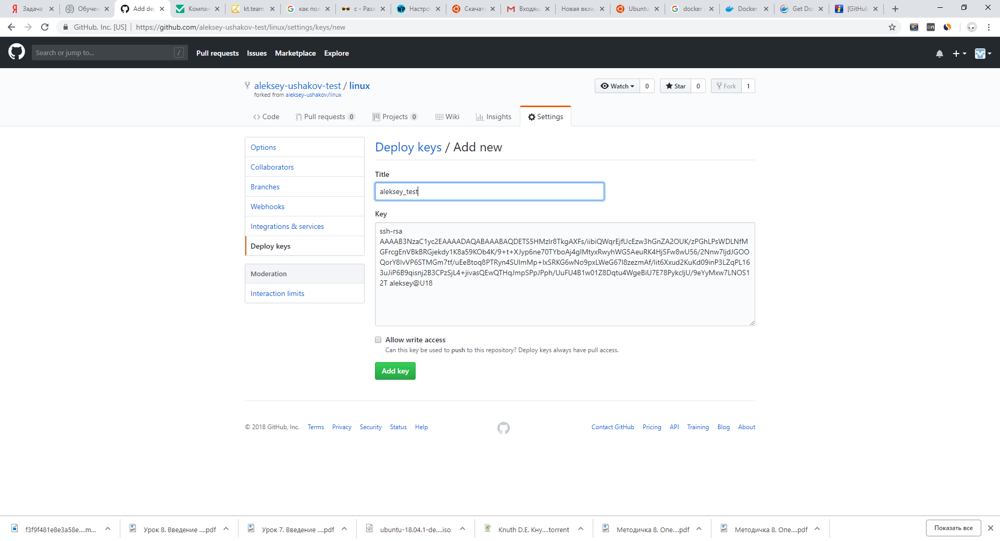 Задача
Обучен
Add dep
Компан
kt.team
как пол
с - Разл
Настро
Скачать
Входящ
Новая вкла
Ubuntu
docker
Docker
Get Doc
[GitHub
GitHub, Inc. [US]
https://github.com/aleksey-ushakov-test/linux/settings/keys/new
on
Search or jump to...
/
Pull requests
Issues
Marketplace
Explore
aleksey-ushakov-test / linux
forked from aleksey-ushakov/linux
Watch
0
Star
0
Fork
1
Code
Pull requests 0
Projects 0
Wiki
Insights
Settings
Options
Collaborators
Branches
Webhooks
Integrations & services
Deploy keys
Moderation
Interaction limits
Deploy keys / Add new
Title
aleksey_test
Key
ssh-rsa
AAAAB3NzaC1yc2EAAAADAQABAAABAQDETS5HMzIr8TkgAXFs/iibiQWqrEjfUcEzw3hGnZA2OUK/zPGhLPsWDLNfM
GFrcgEnVBkBRGjekdy1K8a59KOb4K/9+t+XJyp6ne70TYboAj4gIMtyxRwyhWG5AeuRK4HjSFw8wU56/2Nnw7IjdJGOO
QorY8IvVP6STMGm7tf/uEeBtoq8PTRyn4SUImMp+IxSRKG6wNo9pxLWeG67I8zezmAf/Iit6Xxud2KuKd09inP3LZqPL16
3uJiP6B9qisnj2B3CPzSjL4+jivasQEwQTHqJmpSPpJPph/UuFU4B1w01Z8Dqtu4WgeBiU7E78PykcIjU/9eYyMxw7LNOS1
2T aleksey@U18
Allow write access
Can this key be used to push to this repository? Deploy keys always have pull access.
Add key
© 2018 GitHub, Inc.
Terms
Privacy
Security
Status
Help
Contact GitHub
Pricing
API
Training
Blog
About
f3f9f481e8e3a58e....m...
Урок 8. Введение ....pdf
Урок 7. Введение ....pdf
ubuntu-18.04.1-de....iso
Knuth D.E. Кну....torrent
Методичка 8. Опе....pdf
Методичка 8. Опе....pdf
Показать все